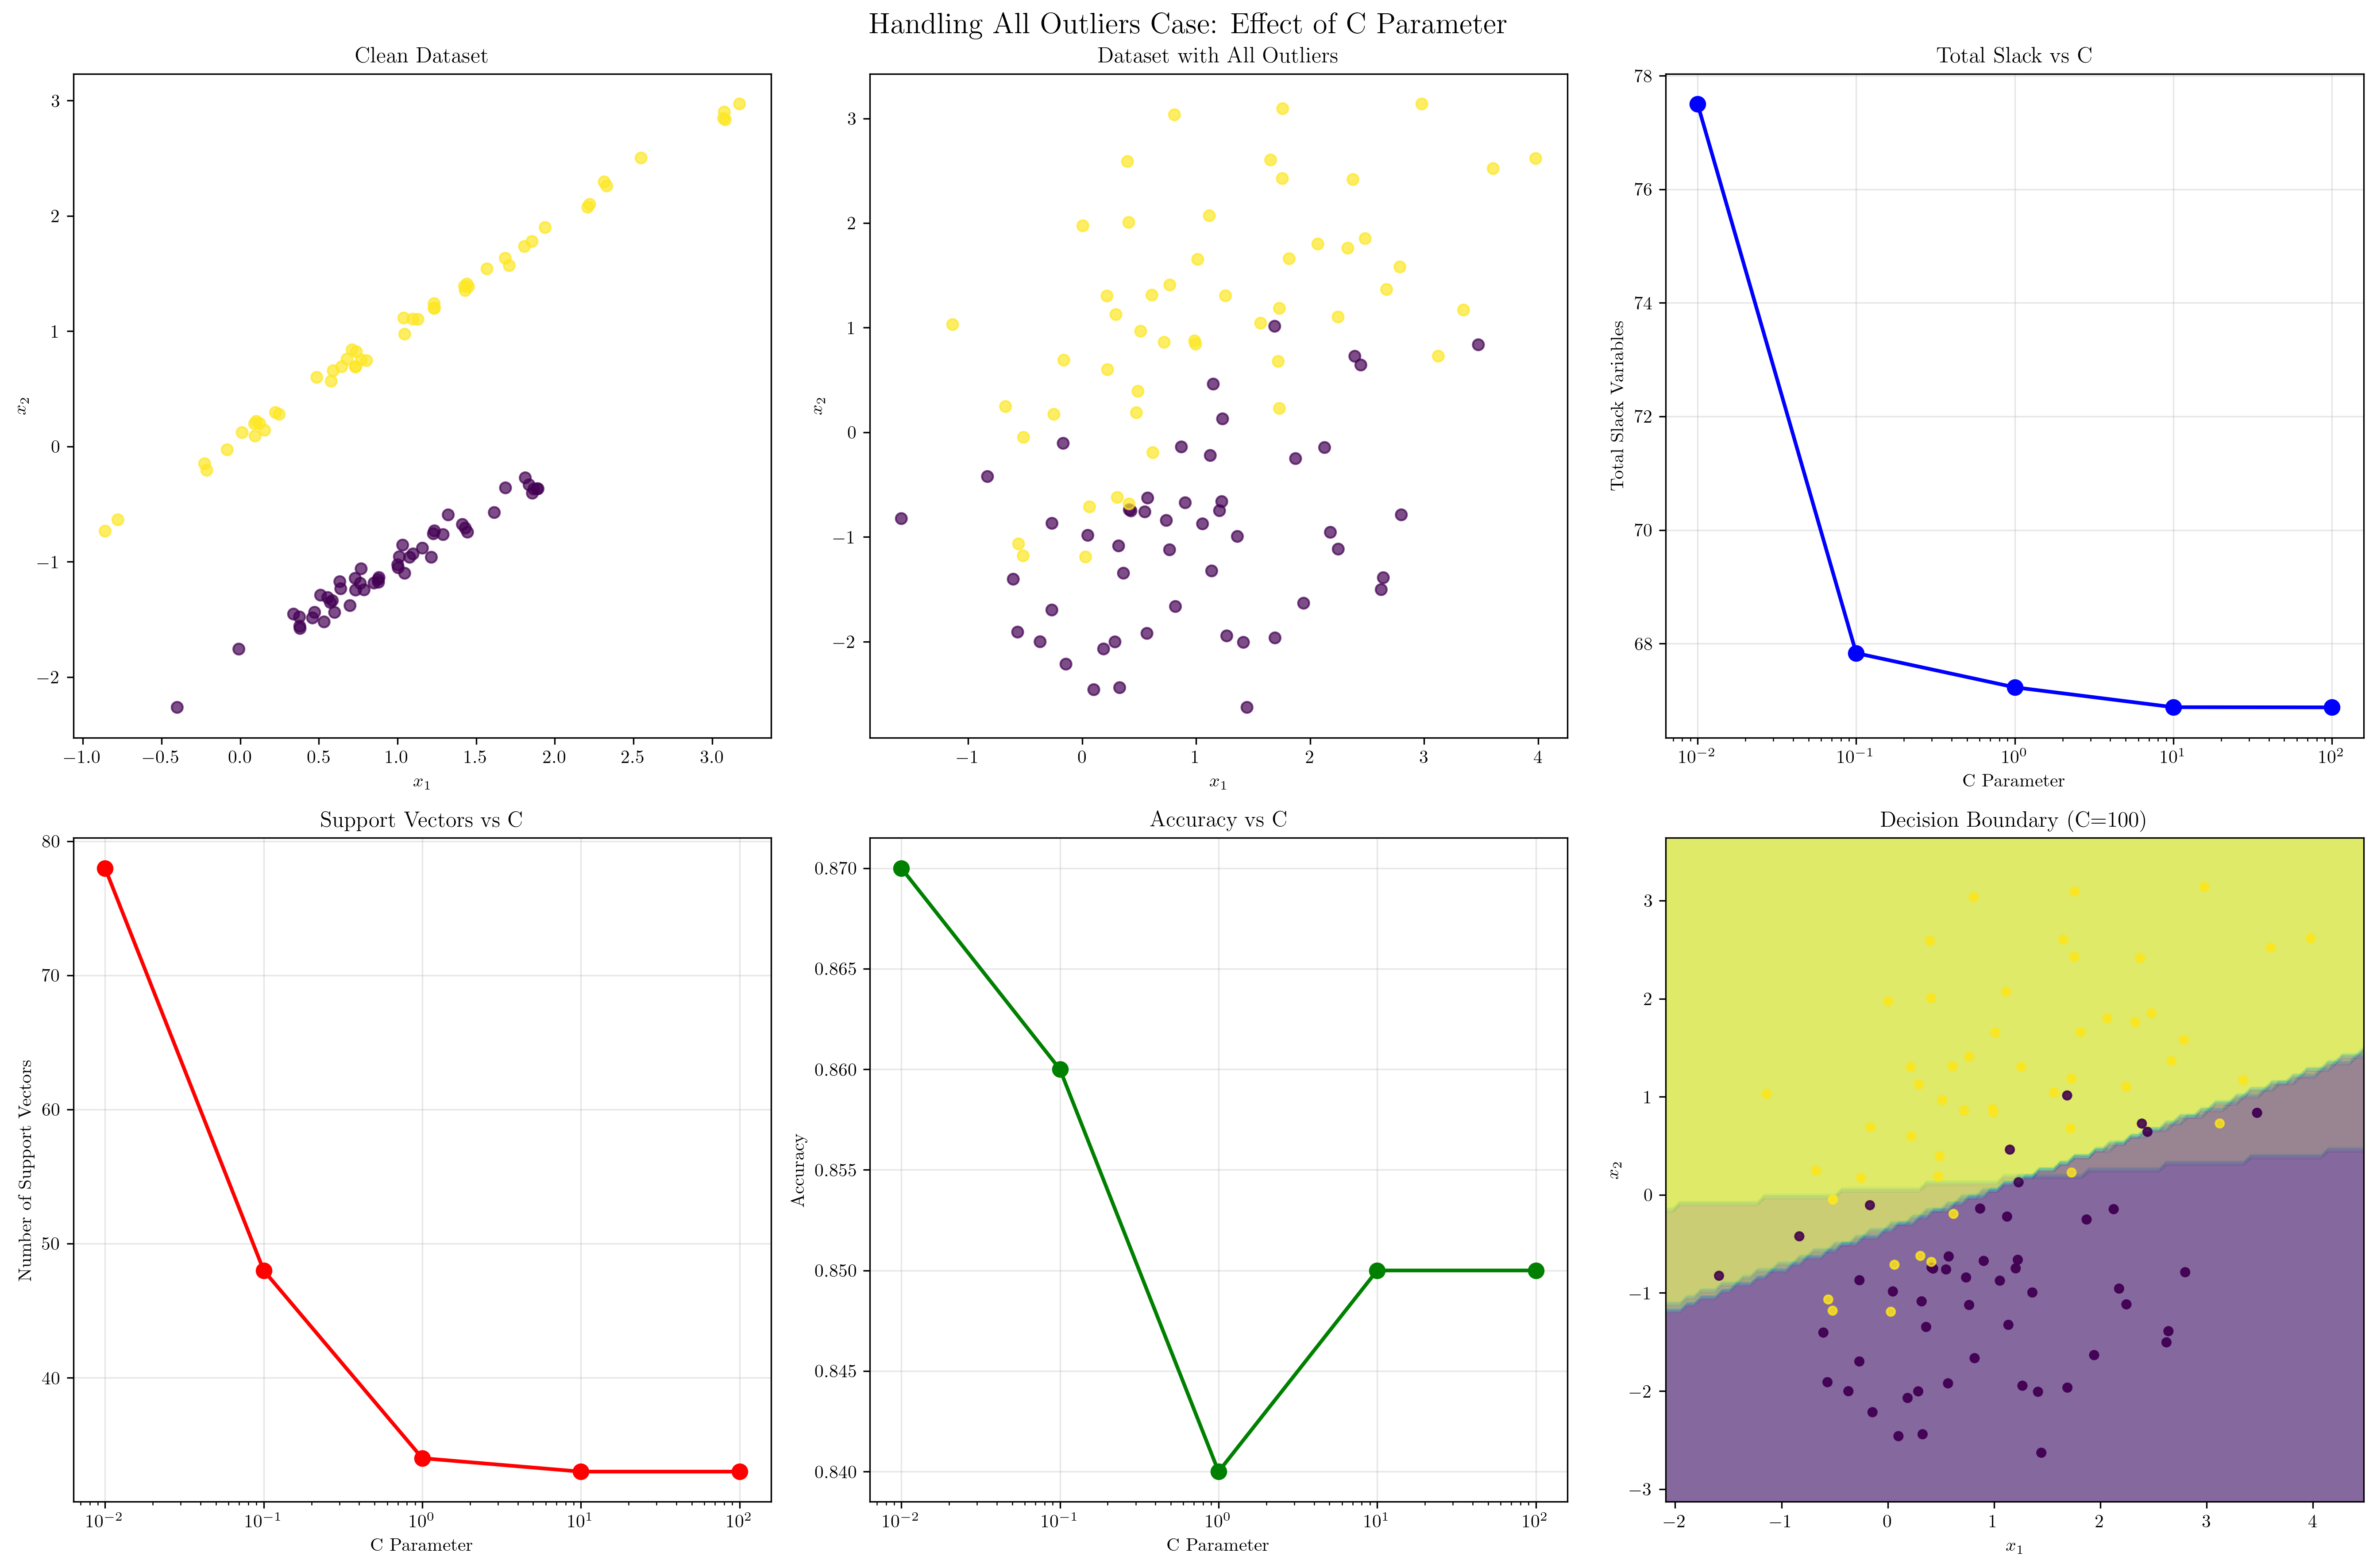 Handling All Outliers Case: Effect of C Parameter
Clean Dataset
3
2
1
0
−1
−2
x₂
−1.0 −0.5 0.0 0.5 1.0 1.5 2.0 2.5 3.0
x₁
Dataset with All Outliers
3
2
1
0
−1
−2
x₂
−1 0 1 2 3 4
x₁
Total Slack vs C
78
76
74
72
70
68
Total Slack Variables
10⁻² 10⁻¹ 10⁰ 10¹ 10²
C Parameter
Support Vectors vs C
80
70
60
50
40
Number of Support Vectors
10⁻² 10⁻¹ 10⁰ 10¹ 10²
C Parameter
Accuracy vs C
0.870
0.865
0.860
0.855
0.850
0.845
0.840
Accuracy
10⁻² 10⁻¹ 10⁰ 10¹ 10²
C Parameter
Decision Boundary (C=100)
3
2
1
0
−1
−2
−3
x₂
−2 −1 0 1 2 3 4
x₁